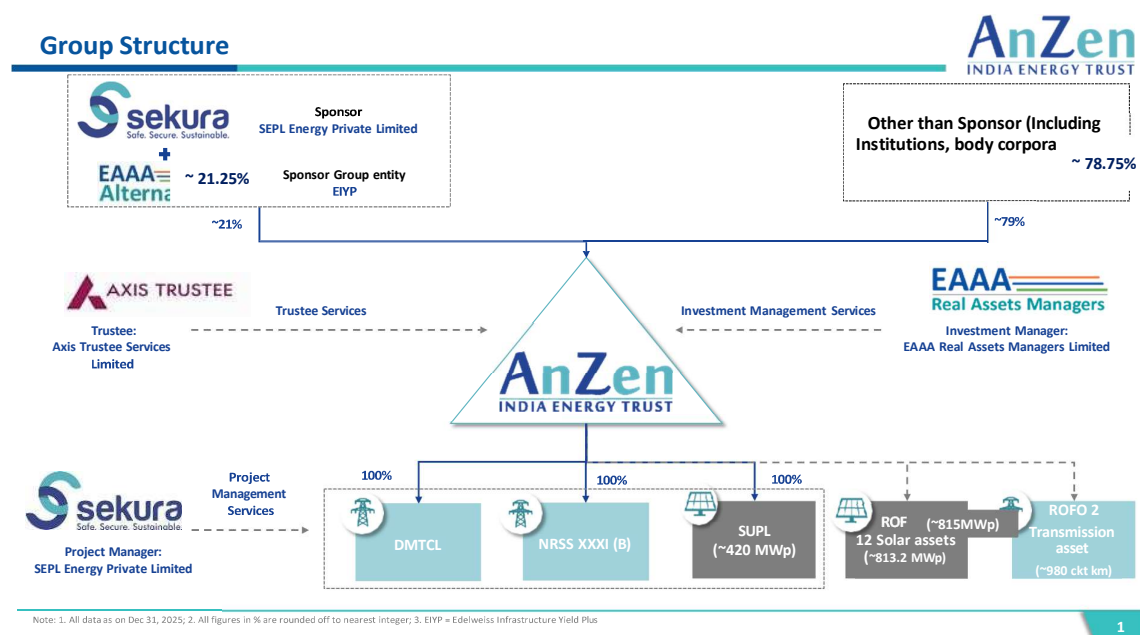 Group Structure
AnZen
INDIA ENERGY TRUST
sekura
Safe. Secure. Sustainable.
Sponsor
SEPL Energy Private Limited
EAAA
Alterna
~ 21.25%
Sponsor Group entity
EIYP
Other than Sponsor (Including
Institutions, body corpora
~ 78.75%
~21%
~79%
AXIS TRUSTEE
Trustee:
Axis Trustee Services
Limited
Trustee Services
Investment Management Services
EAAA
Real Assets Managers
Investment Manager:
EAAA Real Assets Managers Limited
AnZen
INDIA ENERGY TRUST
sekura
Safe. Secure. Sustainable.
Project Manager:
SEPL Energy Private Limited
Project
Management
Services
100%
100%
100%
DMTCL
NRSS XXXI (B)
SUPL
(~420 MWp)
ROF
(~815MWp)
12 Solar assets
(~813.2 MWp)
ROFO 2
Transmission
asset
(~980 ckt km)
Note: 1. All data as on Dec 31, 2025; 2. All figures in % are rounded off to nearest integer; 3. EIYP = Edelweiss Infrastructure Yield Plus
1